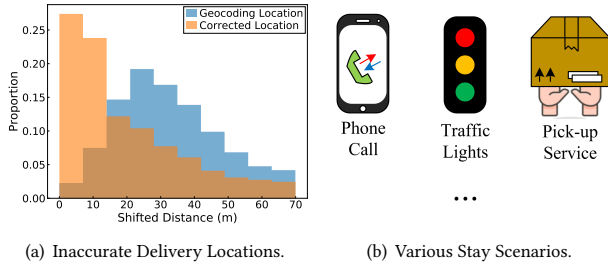 Geocoding Location
Corrected Location
Proportion
0.25
0.20
0.15
0.10
0.05
0.00
0 10 20 30 40 50 60 70
Shifted Distance (m)
Phone
Call
Traffic
Lights
Pick-up
Service
...
(a) Inaccurate Delivery Locations.
(b) Various Stay Scenarios.